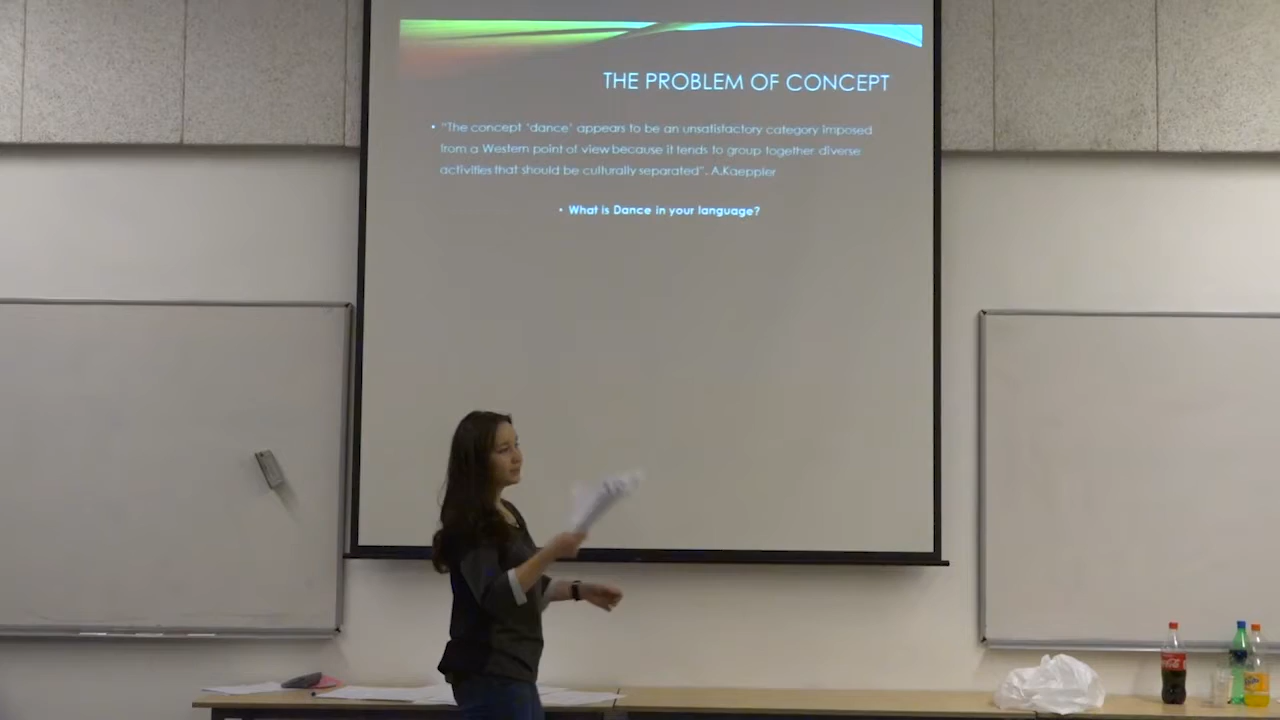 THE PROBLEM OF CONCEPT
• "The concept 'dance' appears to be an unsatisfactory category imposed
from a Western point of view because it tends to group together diverse
activities that should be culturally separated". A.Kaeppler
• What is Dance in your language?